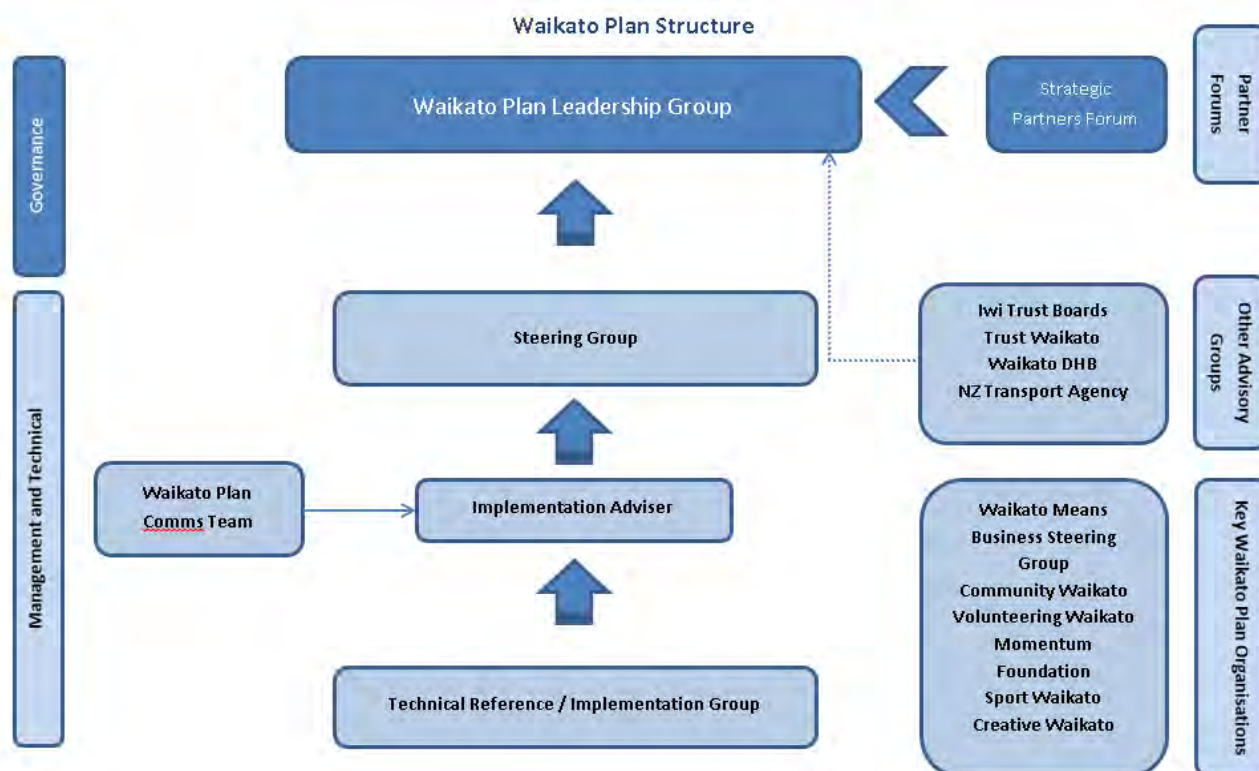 Waikato Plan Structure
Governance
Waikato Plan Leadership Group
Strategic
Partners Forum
Partner
Forums
Management and Technical
Steering Group
Iwi Trust Boards
Trust Waikato
Waikato DHB
NZ Transport Agency
Other Advisory
Groups
Waikato Plan
Comms Team
Implementation Adviser
Technical Reference / Implementation Group
Waikato Means
Business Steering
Group
Community Waikato
Volunteering Waikato
Momentum
Foundation
Sport Waikato
Creative Waikato
Key Waikato Plan Organisations